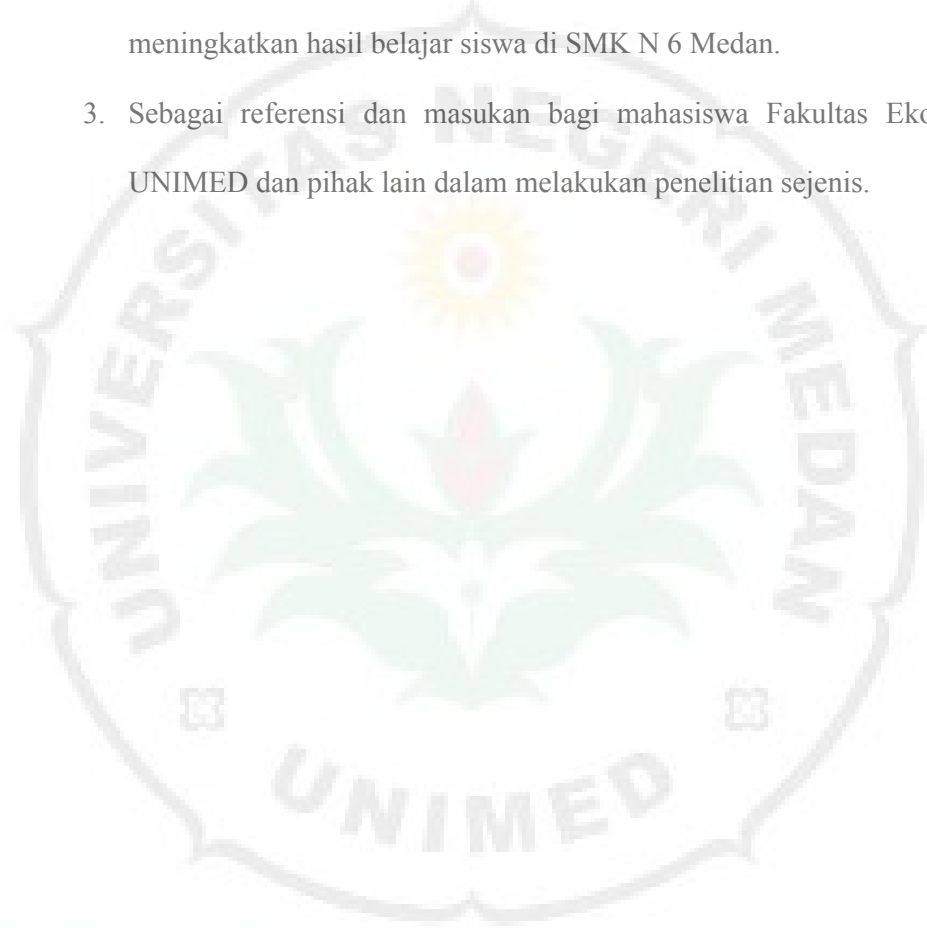 meningkatkan hasil belajar siswa di SMK N 6 Medan.
3. Sebagai referensi dan masukan bagi mahasiswa Fakultas Eko
UNIMED dan pihak lain dalam melakukan penelitian sejenis.
UNIVERSITAS NEGERI MEDAN
UNIMED